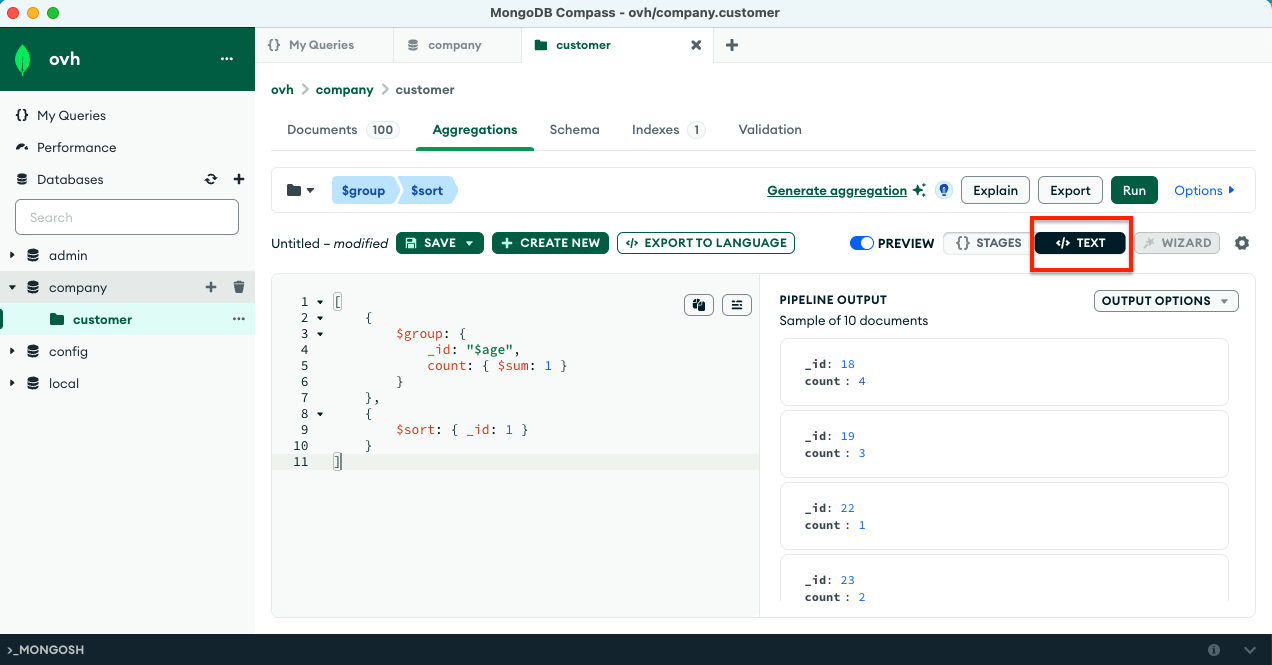 MongoDB Compass - ovh/company.customer
ovh
{} My Queries
company
customer
ovh > company > customer
My Queries
Performance
Databases
Search
admin
company
customer
config
local
Documents 100
Aggregations
Schema
Indexes 1
Validation
$group
$sort
Generate aggregation
Explain
Export
Run
Options
Untitled – modified
SAVE
+ CREATE NEW
</> EXPORT TO LANGUAGE
PREVIEW
{} STAGES
</> TEXT
WIZARD
1 [
2 {
3 $group: {
4 _id: "$age",
5 count: { $sum: 1 }
6 }
7 },
8 {
9 $sort: { _id: 1 }
10 }
11 ]
PIPELINE OUTPUT
Sample of 10 documents
OUTPUT OPTIONS
_id: 18
count : 4
_id: 19
count : 3
_id: 22
count : 1
_id: 23
count : 2
>_MONGOSH